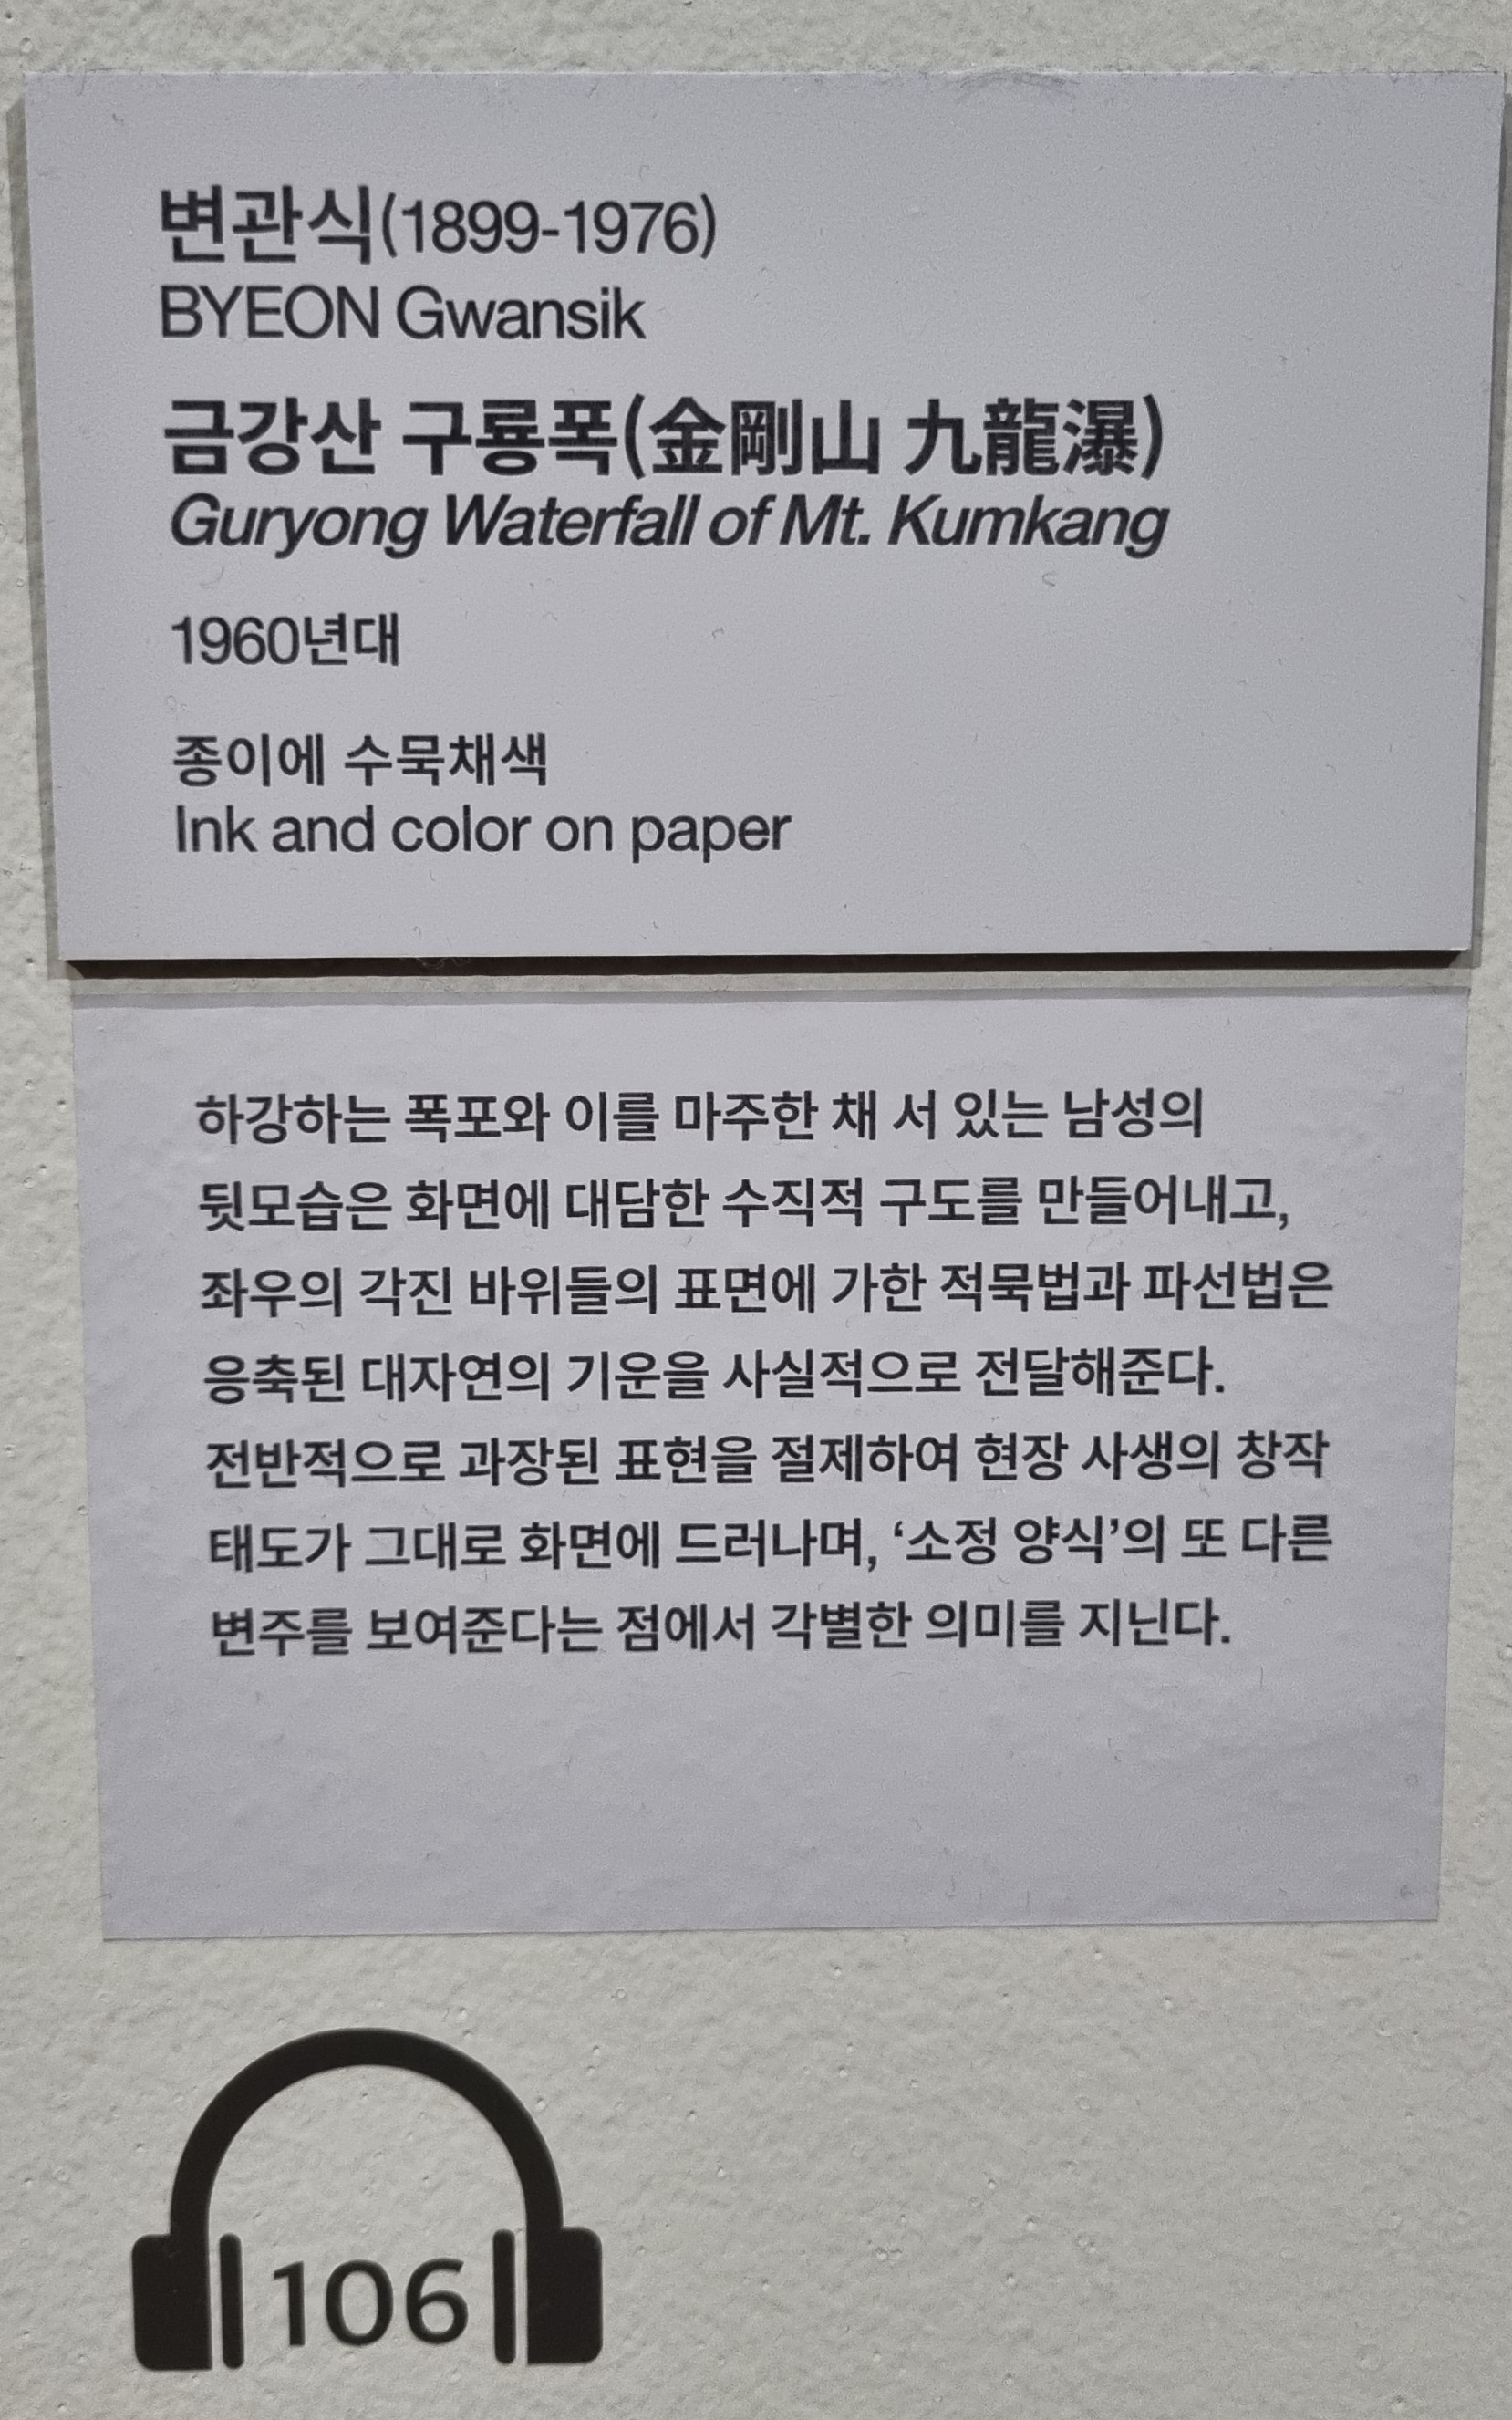 변관식(1899-1976)
BYEON Gwansik
금강산 구룡폭(金剛山 九龍瀑)
Guryong Waterfall of Mt. Kumkang
1960년대
종이에 수묵채색
Ink and color on paper
하강하는 폭포와 이를 마주한 채 서 있는 남성의
뒷모습은 화면에 대담한 수직적 구도를 만들어내고,
좌우의 각진 바위들의 표면에 가한 적묵법과 파선법은
응축된 대자연의 기운을 사실적으로 전달해준다.
전반적으로 과장된 표현을 절제하여 현장 사생의 창작
태도가 그대로 화면에 드러나며, ‘소정 양식’의 또 다른
변주를 보여준다는 점에서 각별한 의미를 지닌다.
106